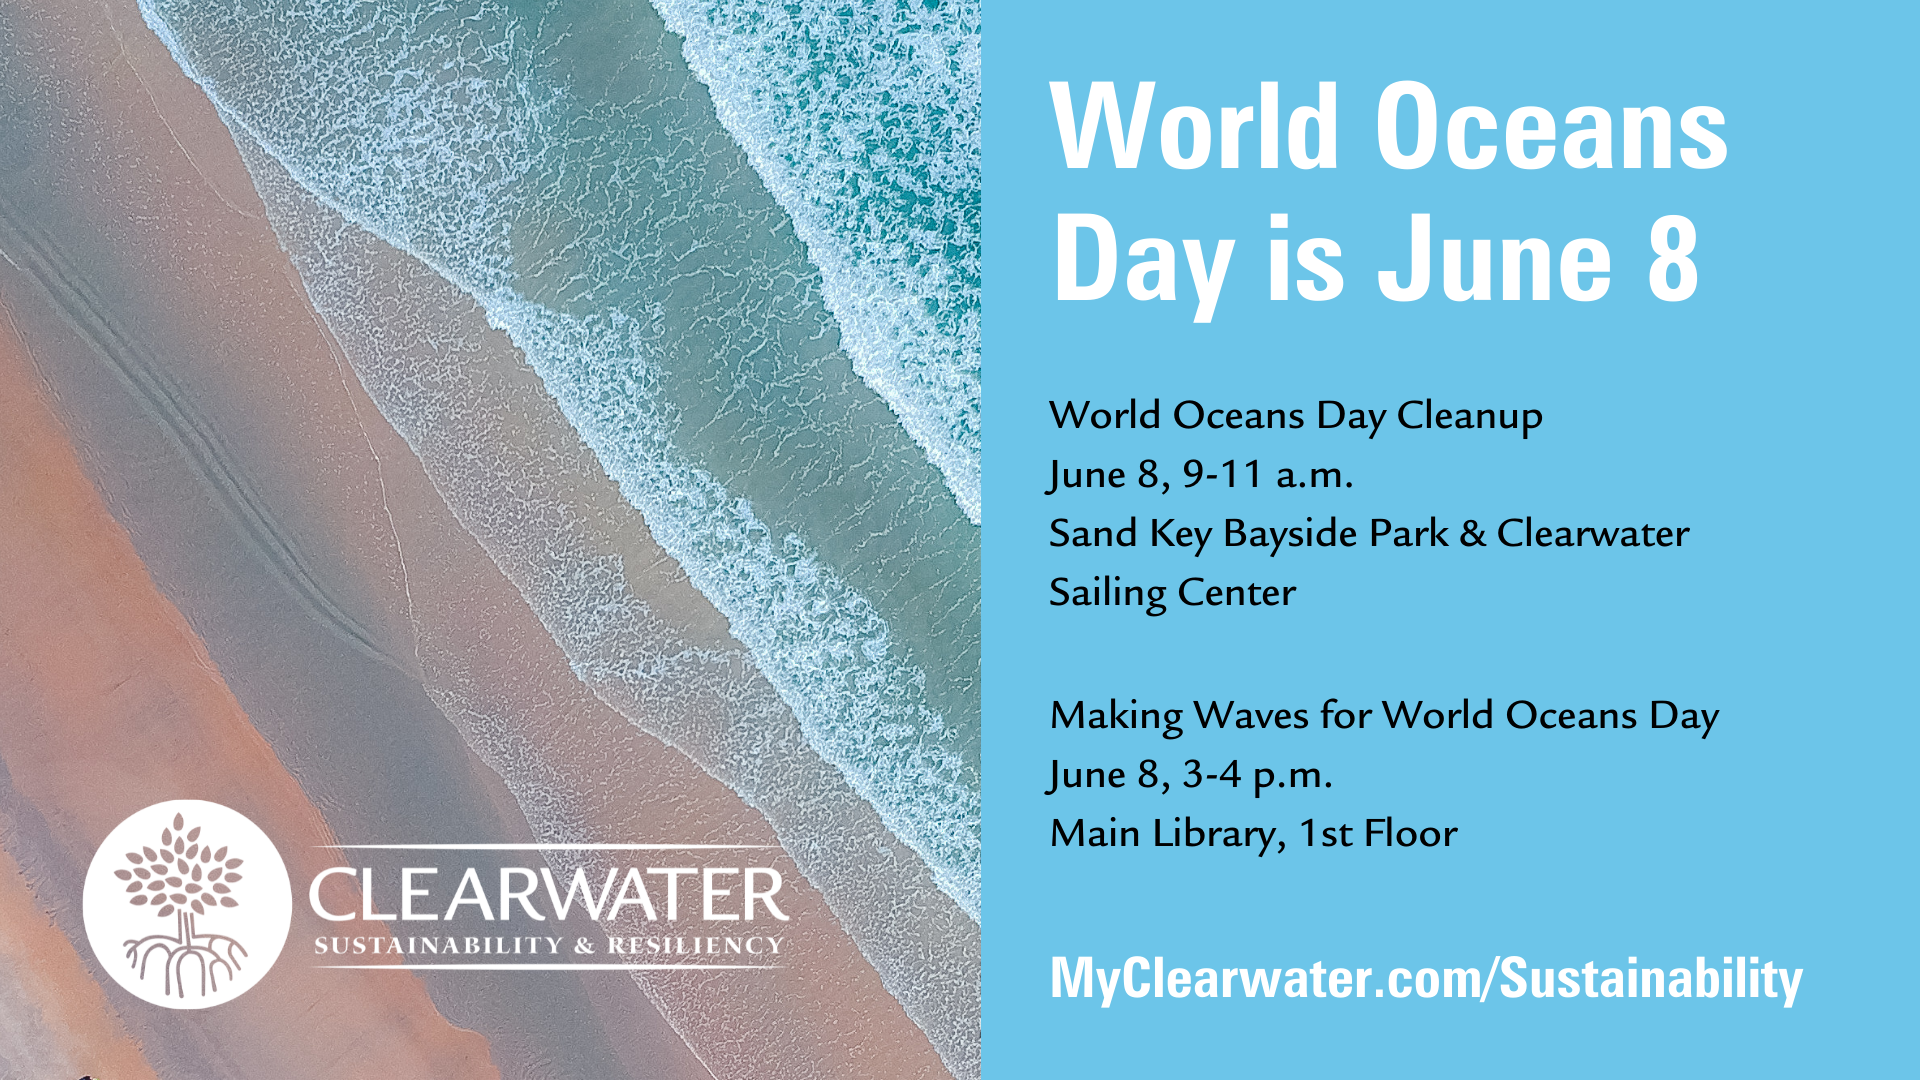 World Oceans
Day is June 8
World Oceans Day Cleanup
June 8, 9-11 a.m.
Sand Key Bayside Park & Clearwater
Sailing Center
Making Waves for World Oceans Day
June 8, 3-4 p.m.
Main Library, 1st Floor
MyClearwater.com/Sustainability
CLEARWATER
SUSTAINABILITY & RESILIENCY